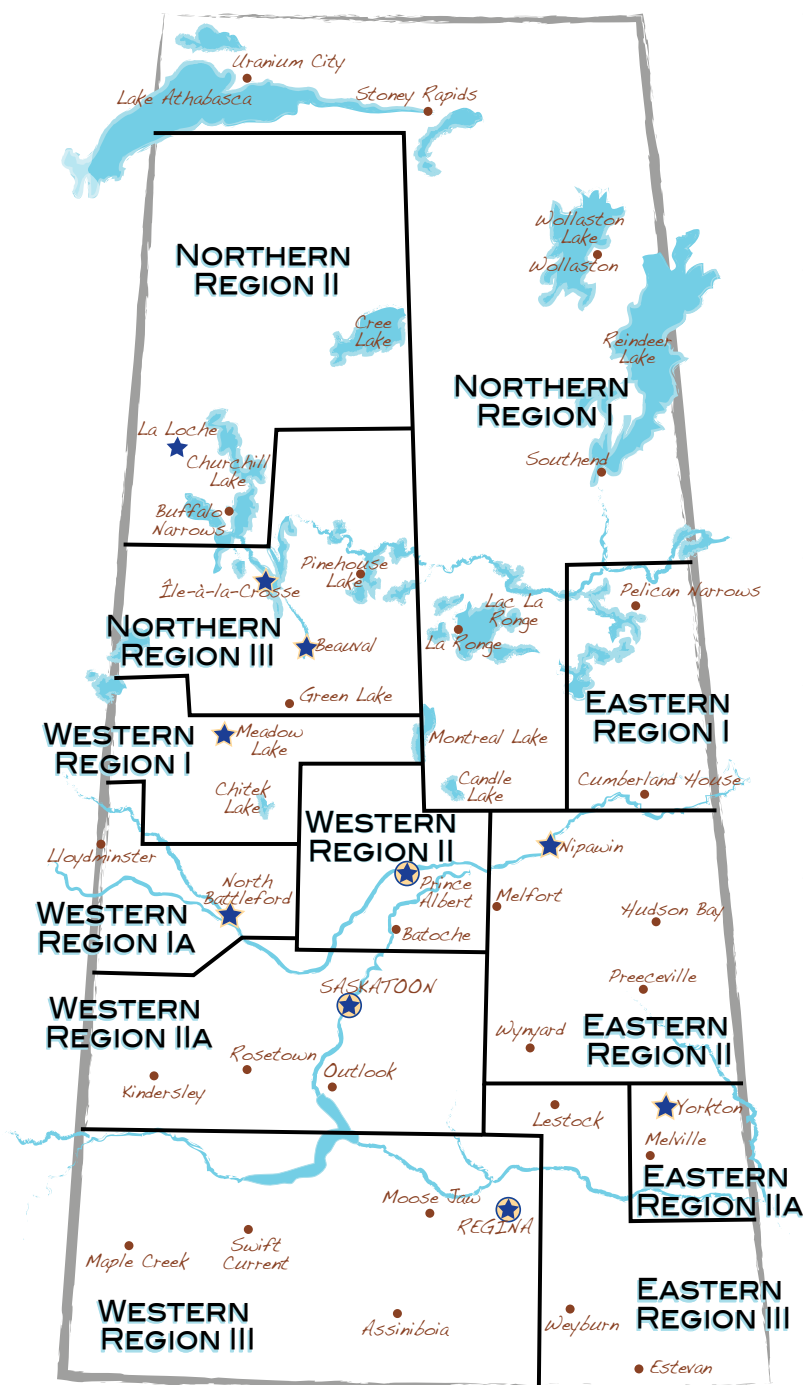 Uranium City
Lake Athabasca
Stoney Rapids
Wollaston
Lake
Wollaston
NORTHERN
REGION II
Cree
Lake
Reindeer
Lake
NORTHERN
REGION I
La Loche
Churchill
Lake
Southend
Buffalo
Narrows
Pinehouse
Lake
Île-à-la-Crosse
Pelican Narrows
Lac La
Ronge
La Ronge
NORTHERN
REGION III
Beauval
Green Lake
EASTERN
REGION I
WESTERN
REGION I
Meadow
Lake
Montreal Lake
Chitek
Lake
Candle
Lake
Cumberland House
WESTERN
REGION II
Lloydminster
Nipawin
North
Battleford
Prince
Albert
Melfort
WESTERN
REGION IA
Hudson Bay
Batoche
Preeceville
SASKATOON
WESTERN
REGION IIA
Wynyard
EASTERN
REGION II
Rosetown
Outlook
Kindersley
Lestock
Yorkton
Melville
EASTERN
REGION IIA
Moose Jaw
REGINA
Swift
Current
Maple Creek
WESTERN
REGION III
Assiniboia
EASTERN
REGION III
Weyburn
Estevan